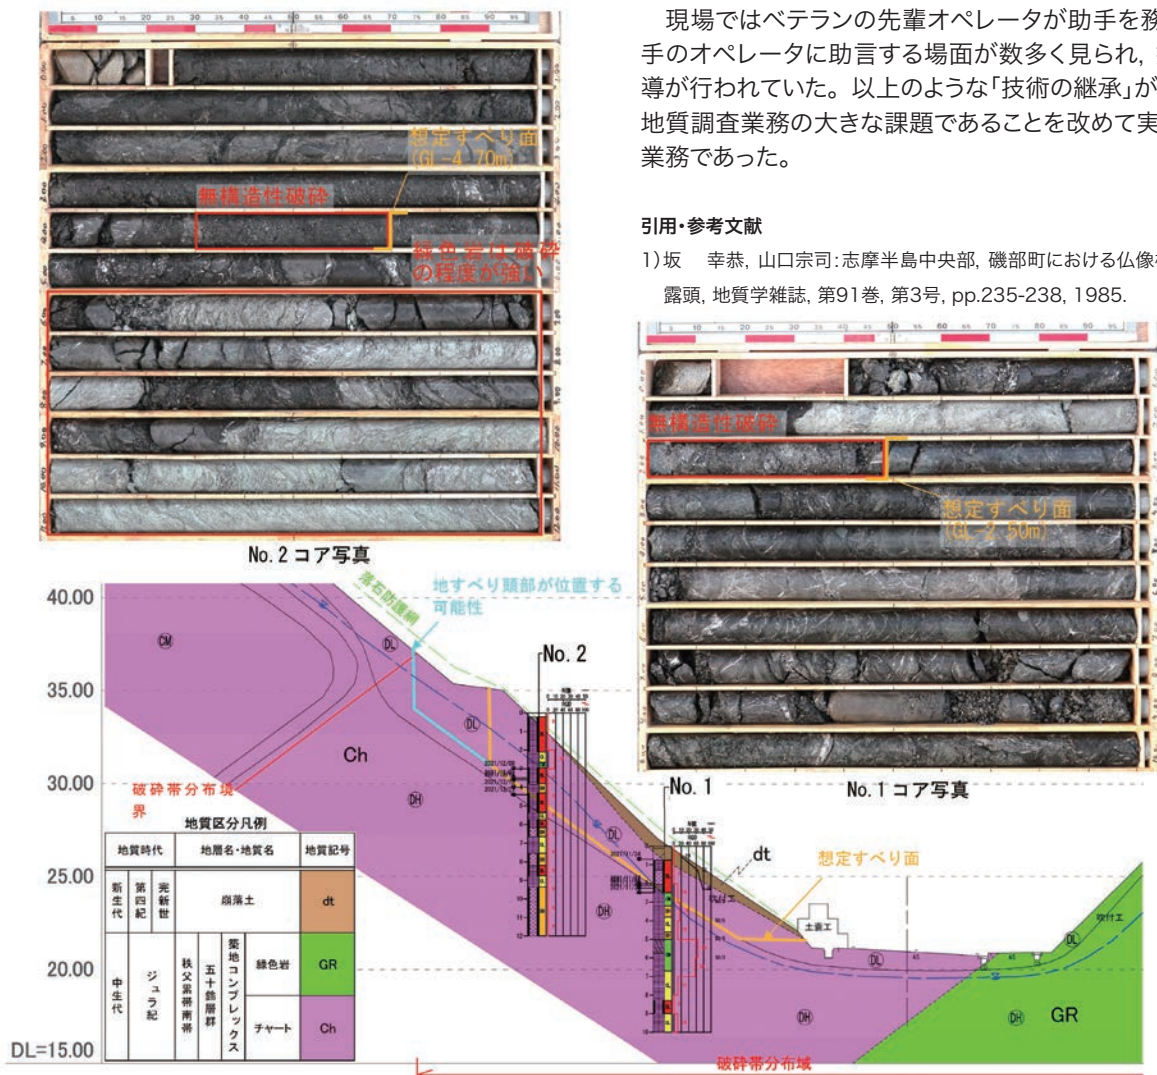 現場ではベテランの先輩オペレータが助手を務
手のオペレータに助言する場面が数多く見られ,
導が行われていた。以上のような「技術の継承」が
地質調査業務の大きな課題であることを改めて実
業務であった。
引用・参考文献
1)坂 幸恭, 山口宗司:志摩半島中央部, 磯部町における仏像
露頭, 地質学雑誌, 第91巻, 第3号, pp.235-238, 1985.
想定すべり面
(GL-4.70m)
無構造性破砕
緑色岩は破砕
の程度が強い
No.2 コア写真
無構造性破砕
想定すべり面
(GL-2.50m)
No.1 コア写真
40.00
35.00
30.00
25.00
20.00
DL=15.00
落石防護網
地すべり頭部が位置する
可能性
No.2
No.1
CM
DL
DL
DL
DL
DL
DH
DH
DH
DH
Ch
GR
dt
想定すべり面
吹付工
土嚢工
吹付工
破砕帯分布境
界
破砕帯分布域
地質区分凡例
地質時代 地層名・地質名 地質記号
新生代 第四紀 完新世 崩落土 dt
中生代 ジュラ紀 秩父累帯南帯 五十鈴層群 築地コンプレックス 緑色岩 GR
チャート Ch